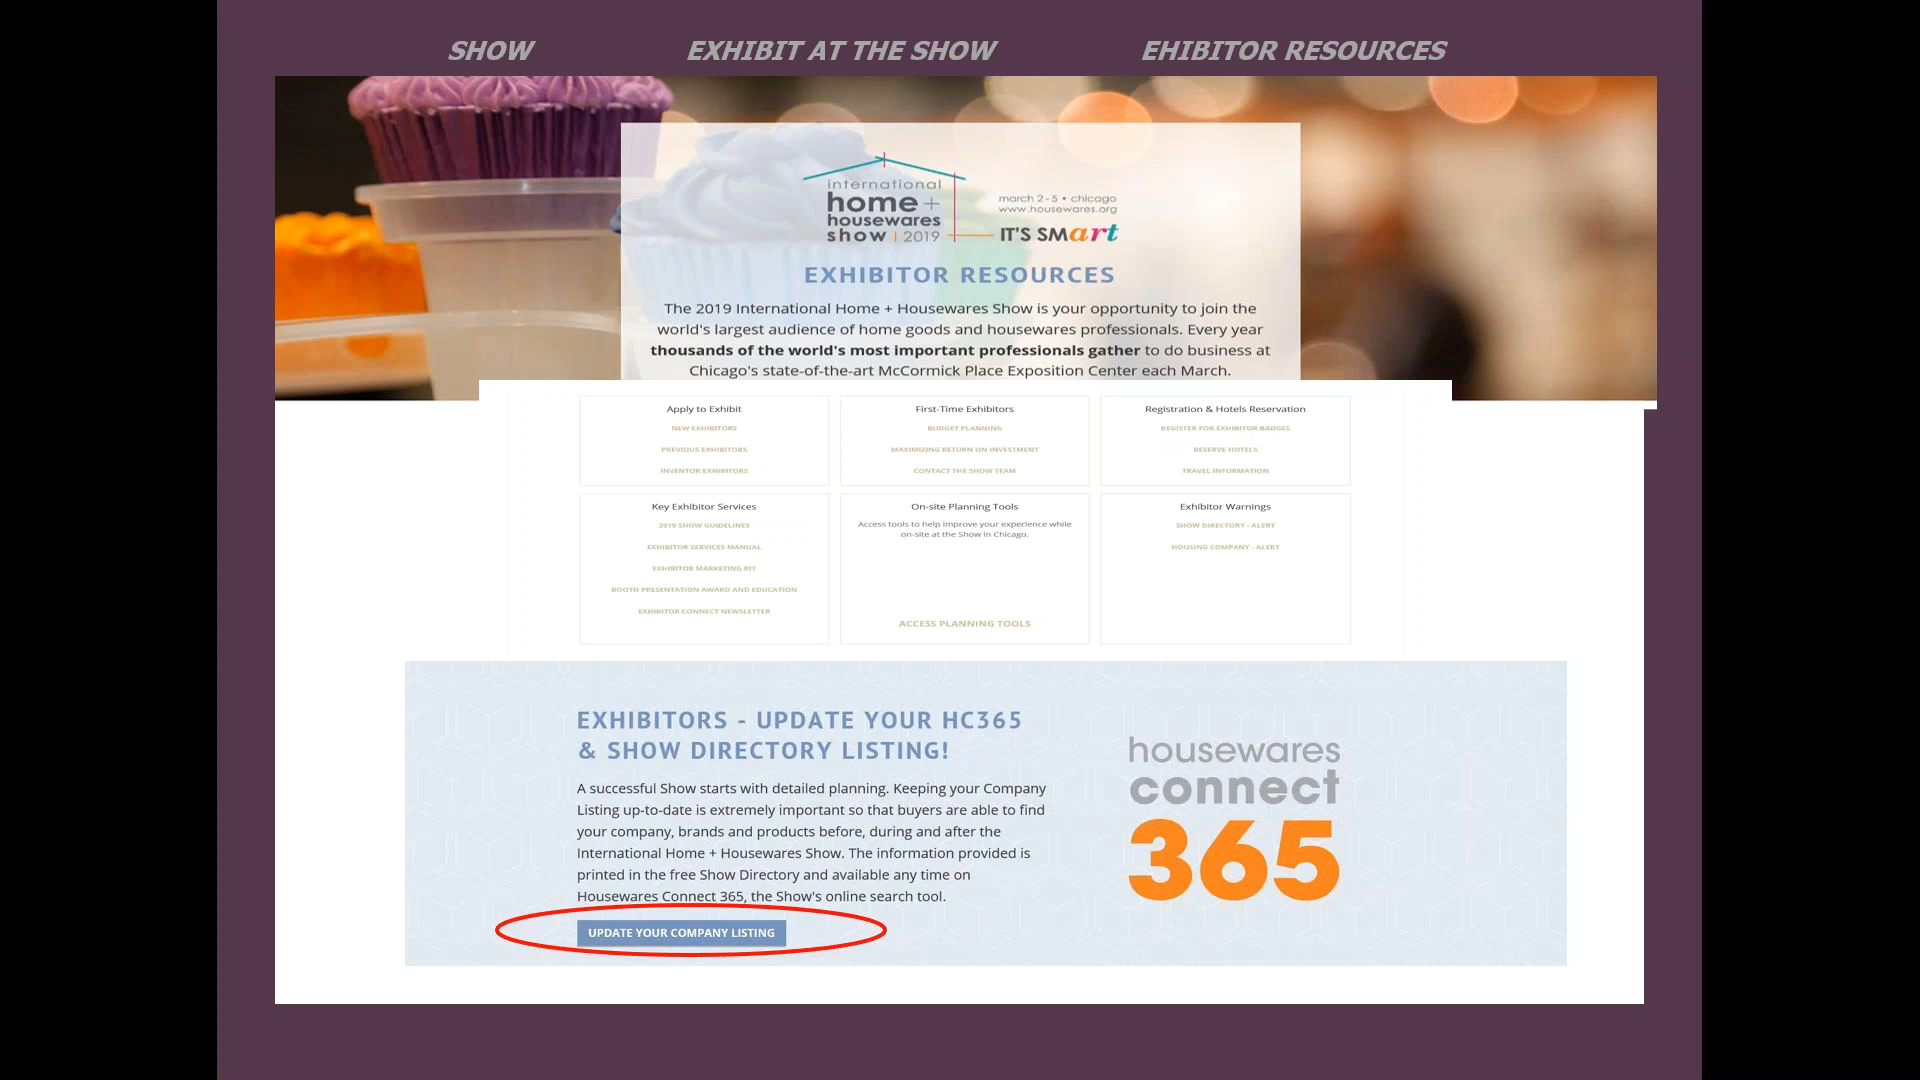 SHOW
EXHIBIT AT THE SHOW
EHIBITOR RESOURCES
international
home +
housewares
show | 2019
march 2-5 • chicago
www.housewares.org
IT'S SMart
EXHIBITOR RESOURCES
The 2019 International Home + Housewares Show is your opportunity to join the
world's largest audience of home goods and housewares professionals. Every year
thousands of the world's most important professionals gather to do business at
Chicago's state-of-the-art McCormick Place Exposition Center each March.
Apply to Exhibit
NEW EXHIBITORS
PREVIOUS EXHIBITORS
INVENTOR EXHIBITORS
First-Time Exhibitors
BUDGET PLANNING
MAXIMIZING RETURN ON INVESTMENT
CONTACT THE SHOW TEAM
Registration & Hotels Reservation
REGISTER FOR EXHIBITOR BADGES
RESERVE HOTELS
TRAVEL INFORMATION
Key Exhibitor Services
2019 SHOW GUIDELINES
EXHIBITOR SERVICES MANUAL
EXHIBITOR MARKETING KIT
BOOTH PRESENTATION AWARD AND EDUCATION
EXHIBITOR CONNECT NEWSLETTER
On-site Planning Tools
Access tools to help improve your experience while
on-site at the Show in Chicago.
ACCESS PLANNING TOOLS
Exhibitor Warnings
SHOW DIRECTORY - ALERT
HOUSING COMPANY - ALERT
EXHIBITORS - UPDATE YOUR HC365
& SHOW DIRECTORY LISTING!
A successful Show starts with detailed planning. Keeping your Company
Listing up-to-date is extremely important so that buyers are able to find
your company, brands and products before, during and after the
International Home + Housewares Show. The information provided is
printed in the free Show Directory and available any time on
Housewares Connect 365, the Show's online search tool.
UPDATE YOUR COMPANY LISTING
housewares
connect
365